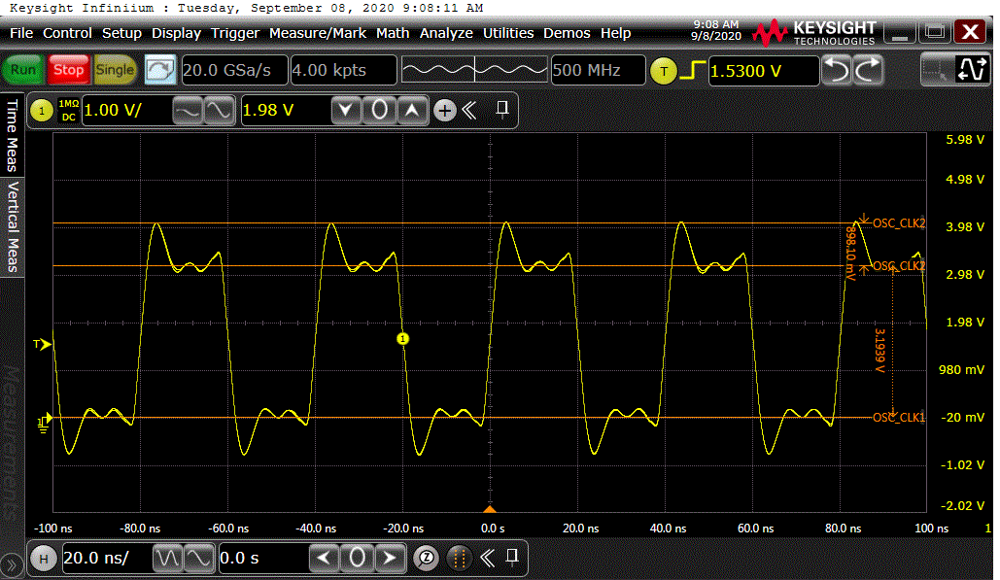 Keysight Infiniium : Tuesday, September 08, 2020 9:08:11 AM
File Control Setup Display Trigger Measure/Mark Math Analyze Utilities Demos Help
9:08 AM
9/8/2020
KEYSIGHT
TECHNOLOGIES
X
Run Stop Single 20.0 GSa/s 4.00 kpts 500 MHz T 1.5300 V
1 1MΩ DC 1.00 V/ 1.98 V
Time Meas
Vertical Meas
Measurements
5.98 V
4.98 V
3.98 V
2.98 V
1.98 V
980 mV
-20 mV
-1.02 V
-2.02 V
OSC_CLK2
898.10 mV
OSC_CLK2
3.1939 V
OSC_CLK1
T
1
1
-100 ns -80.0 ns -60.0 ns -40.0 ns -20.0 ns 0.0 s 20.0 ns 40.0 ns 60.0 ns 80.0 ns 100 ns 1
H 20.0 ns/ 0.0 s